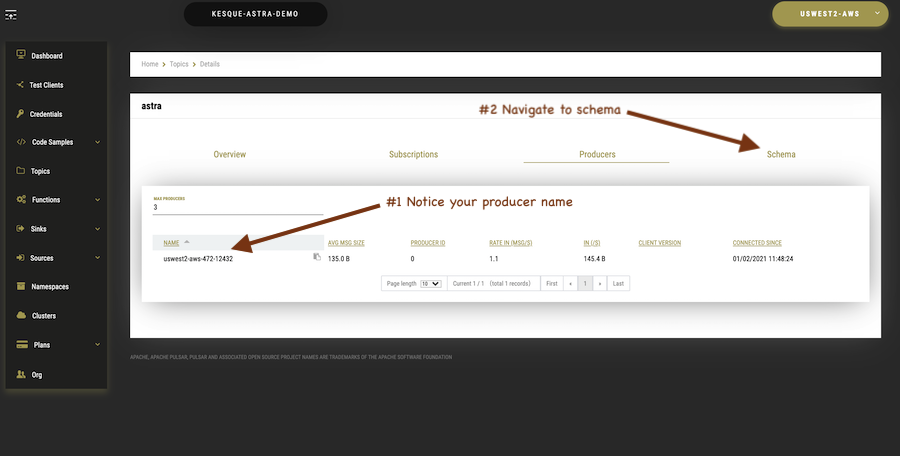 KESQUE-ASTRA-DEMO
USWEST2-AWS
Dashboard
Test Clients
Credentials
Code Samples
Topics
Functions
Sinks
Sources
Namespaces
Clusters
Plans
Org
Home > Topics > Details
astra
#2 Navigate to schema
Overview Subscriptions Producers Schema
MAX PRODUCERS
3
#1 Notice your producer name
NAME AVG MSG SIZE PRODUCER ID RATE IN (MSG/S) IN (/S) CLIENT VERSION CONNECTED SINCE
uswest2-aws-472-12432 135.0 B 0 1.1 145.4 B 01/02/2021 11:48:24
Page length 10 Current 1 / 1 (total 1 records) First 1 Last
APACHE, APACHE PULSAR, PULSAR AND ASSOCIATED OPEN SOURCE PROJECT NAMES ARE TRADEMARKS OF THE APACHE SOFTWARE FOUNDATION